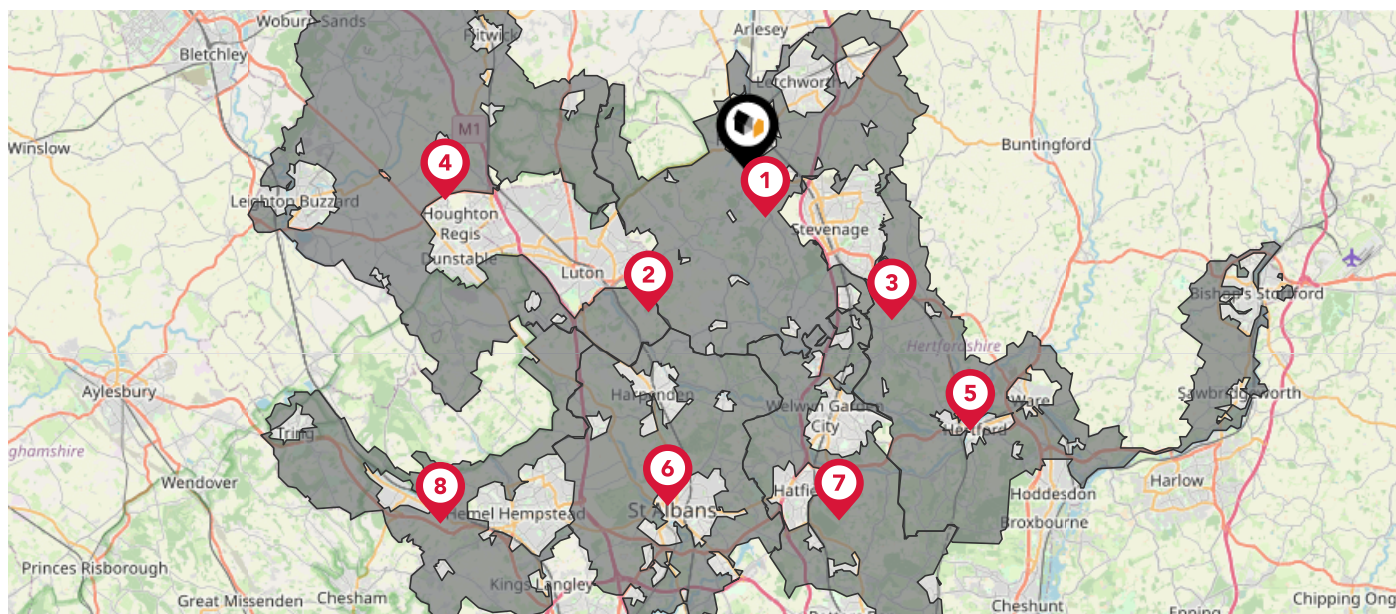 Woburn Sands
Flitwick
Arlesey
Bletchley
Letchworth
M1
Winslow
4
Buntingford
1
Leighton Buzzard
Houghton
Regis
Stevenage
Dunstable
Luton
2
3
Bishop's Stortford
Hertfordshire
Aylesbury
Harpenden
5
Ware
Sawbridgeworth
Welwyn Garden
City
Tring
Hertford
ghamshire
Wendover
6
7
8
Harlow
Hoddesdon
St Albans
Hemel Hempstead
Broxbourne
Princes Risborough
Kings Langley
Great Missenden
Chesham
Cheshunt
Epping
Chipping Ong